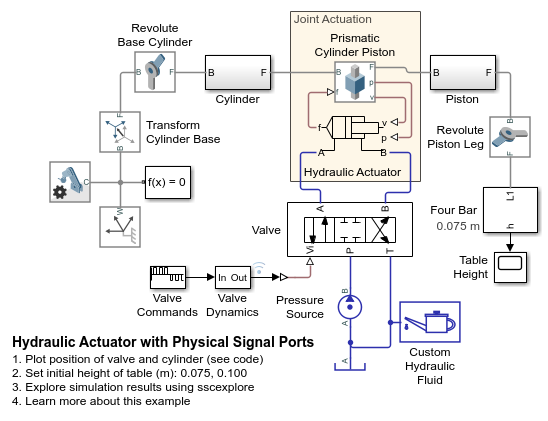 Joint Actuation
Revolute
Base Cylinder
Prismatic
Cylinder Piston
B
F
B
F
B
F
p
v
f
B
F
Cylinder
Piston
F
Transform
Cylinder Base
B
f
v
p
A
B
Hydraulic Actuator
B
Revolute
Piston Leg
F
C
f(x) = 0
W
A
B
Valve
Vi
P
T
L1
Four Bar
0.075 m
h
Table
Height
In Out
Valve
Commands
Valve
Dynamics
Pressure
Source
B
A
A
Custom
Hydraulic
Fluid
Hydraulic Actuator with Physical Signal Ports
1. Plot position of valve and cylinder (see code)
2. Set initial height of table (m): 0.075, 0.100
3. Explore simulation results using sscexplore
4. Learn more about this example